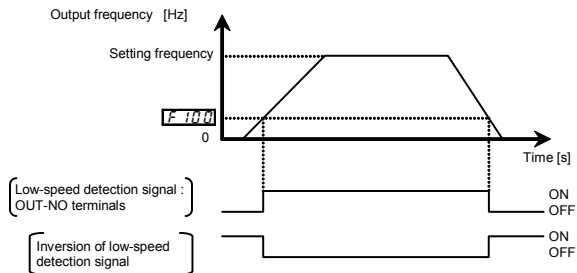 Output frequency [Hz]
Setting frequency
F 100
0
Time [s]
Low-speed detection signal :
OUT-NO terminals
ON
OFF
Inversion of low-speed
detection signal
ON
OFF